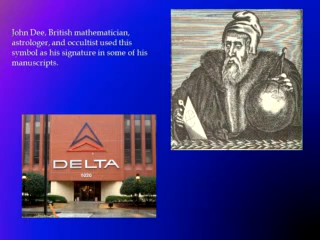 John Dee, British mathematician,
astrologer, and occultist used this
symbol as his signature in some of his
manuscripts.
DELTA
1030